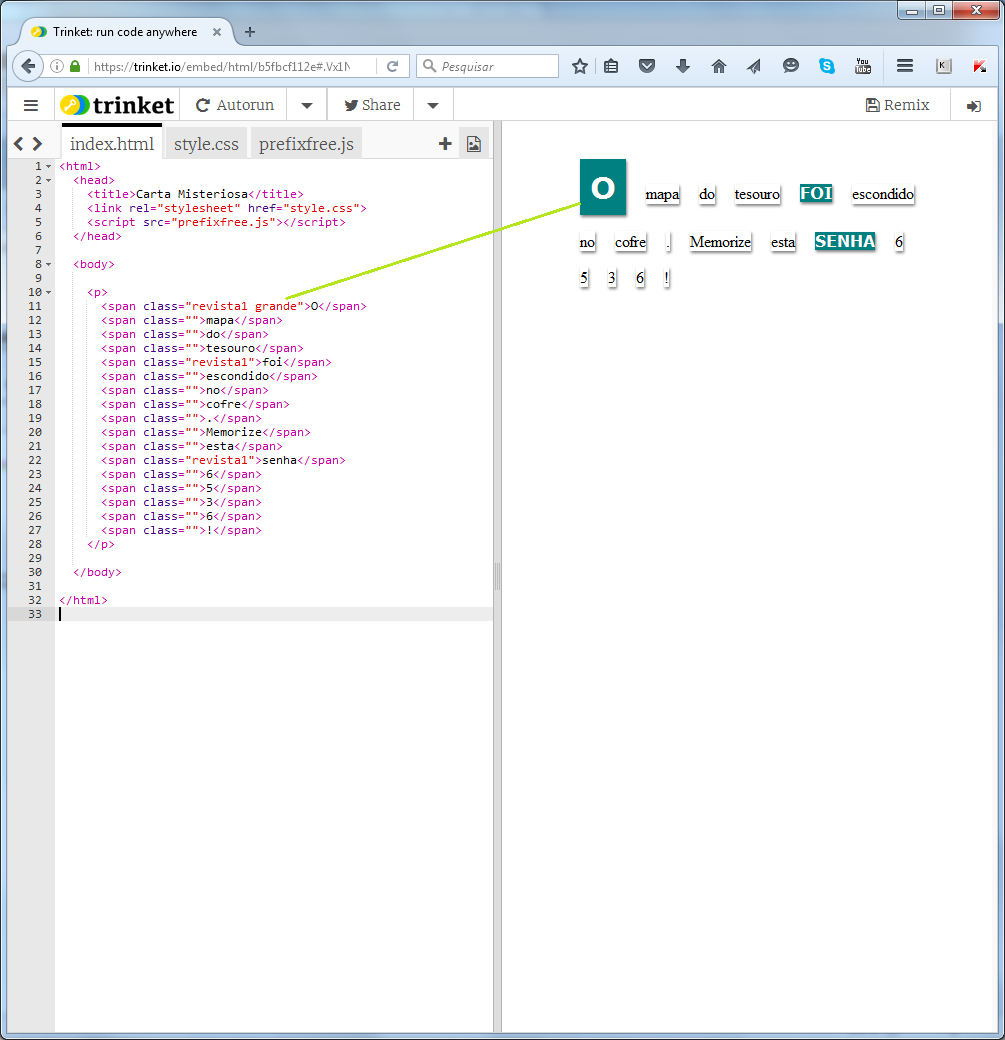 Trinket: run code anywhere
https://trinket.io/embed/html/b5fbcf112e#.Vx1N
Pesquisar
You Tube
trinket
Autorun
Share
Remix
index.html
style.css
prefixfree.js
1 <html>
2 <head>
3 <title>Carta Misteriosa</title>
4 <link rel="stylesheet" href="style.css">
5 <script src="prefixfree.js"></script>
6 </head>
7
8 <body>
9
10 <p>
11 <span class="revista1 grande">O</span>
12 <span class="">mapa</span>
13 <span class="">do</span>
14 <span class="">tesouro</span>
15 <span class="revista1">foi</span>
16 <span class="">escondido</span>
17 <span class="">no</span>
18 <span class="">cofre</span>
19 <span class="">.</span>
20 <span class="">Memorize</span>
21 <span class="">esta</span>
22 <span class="revista1">senha</span>
23 <span class="">6</span>
24 <span class="">5</span>
25 <span class="">3</span>
26 <span class="">6</span>
27 <span class="">!</span>
28 </p>
29
30 </body>
31
32 </html>
33
O mapa do tesouro FOI escondido
no cofre . Memorize esta SENHA 6
5 3 6 !